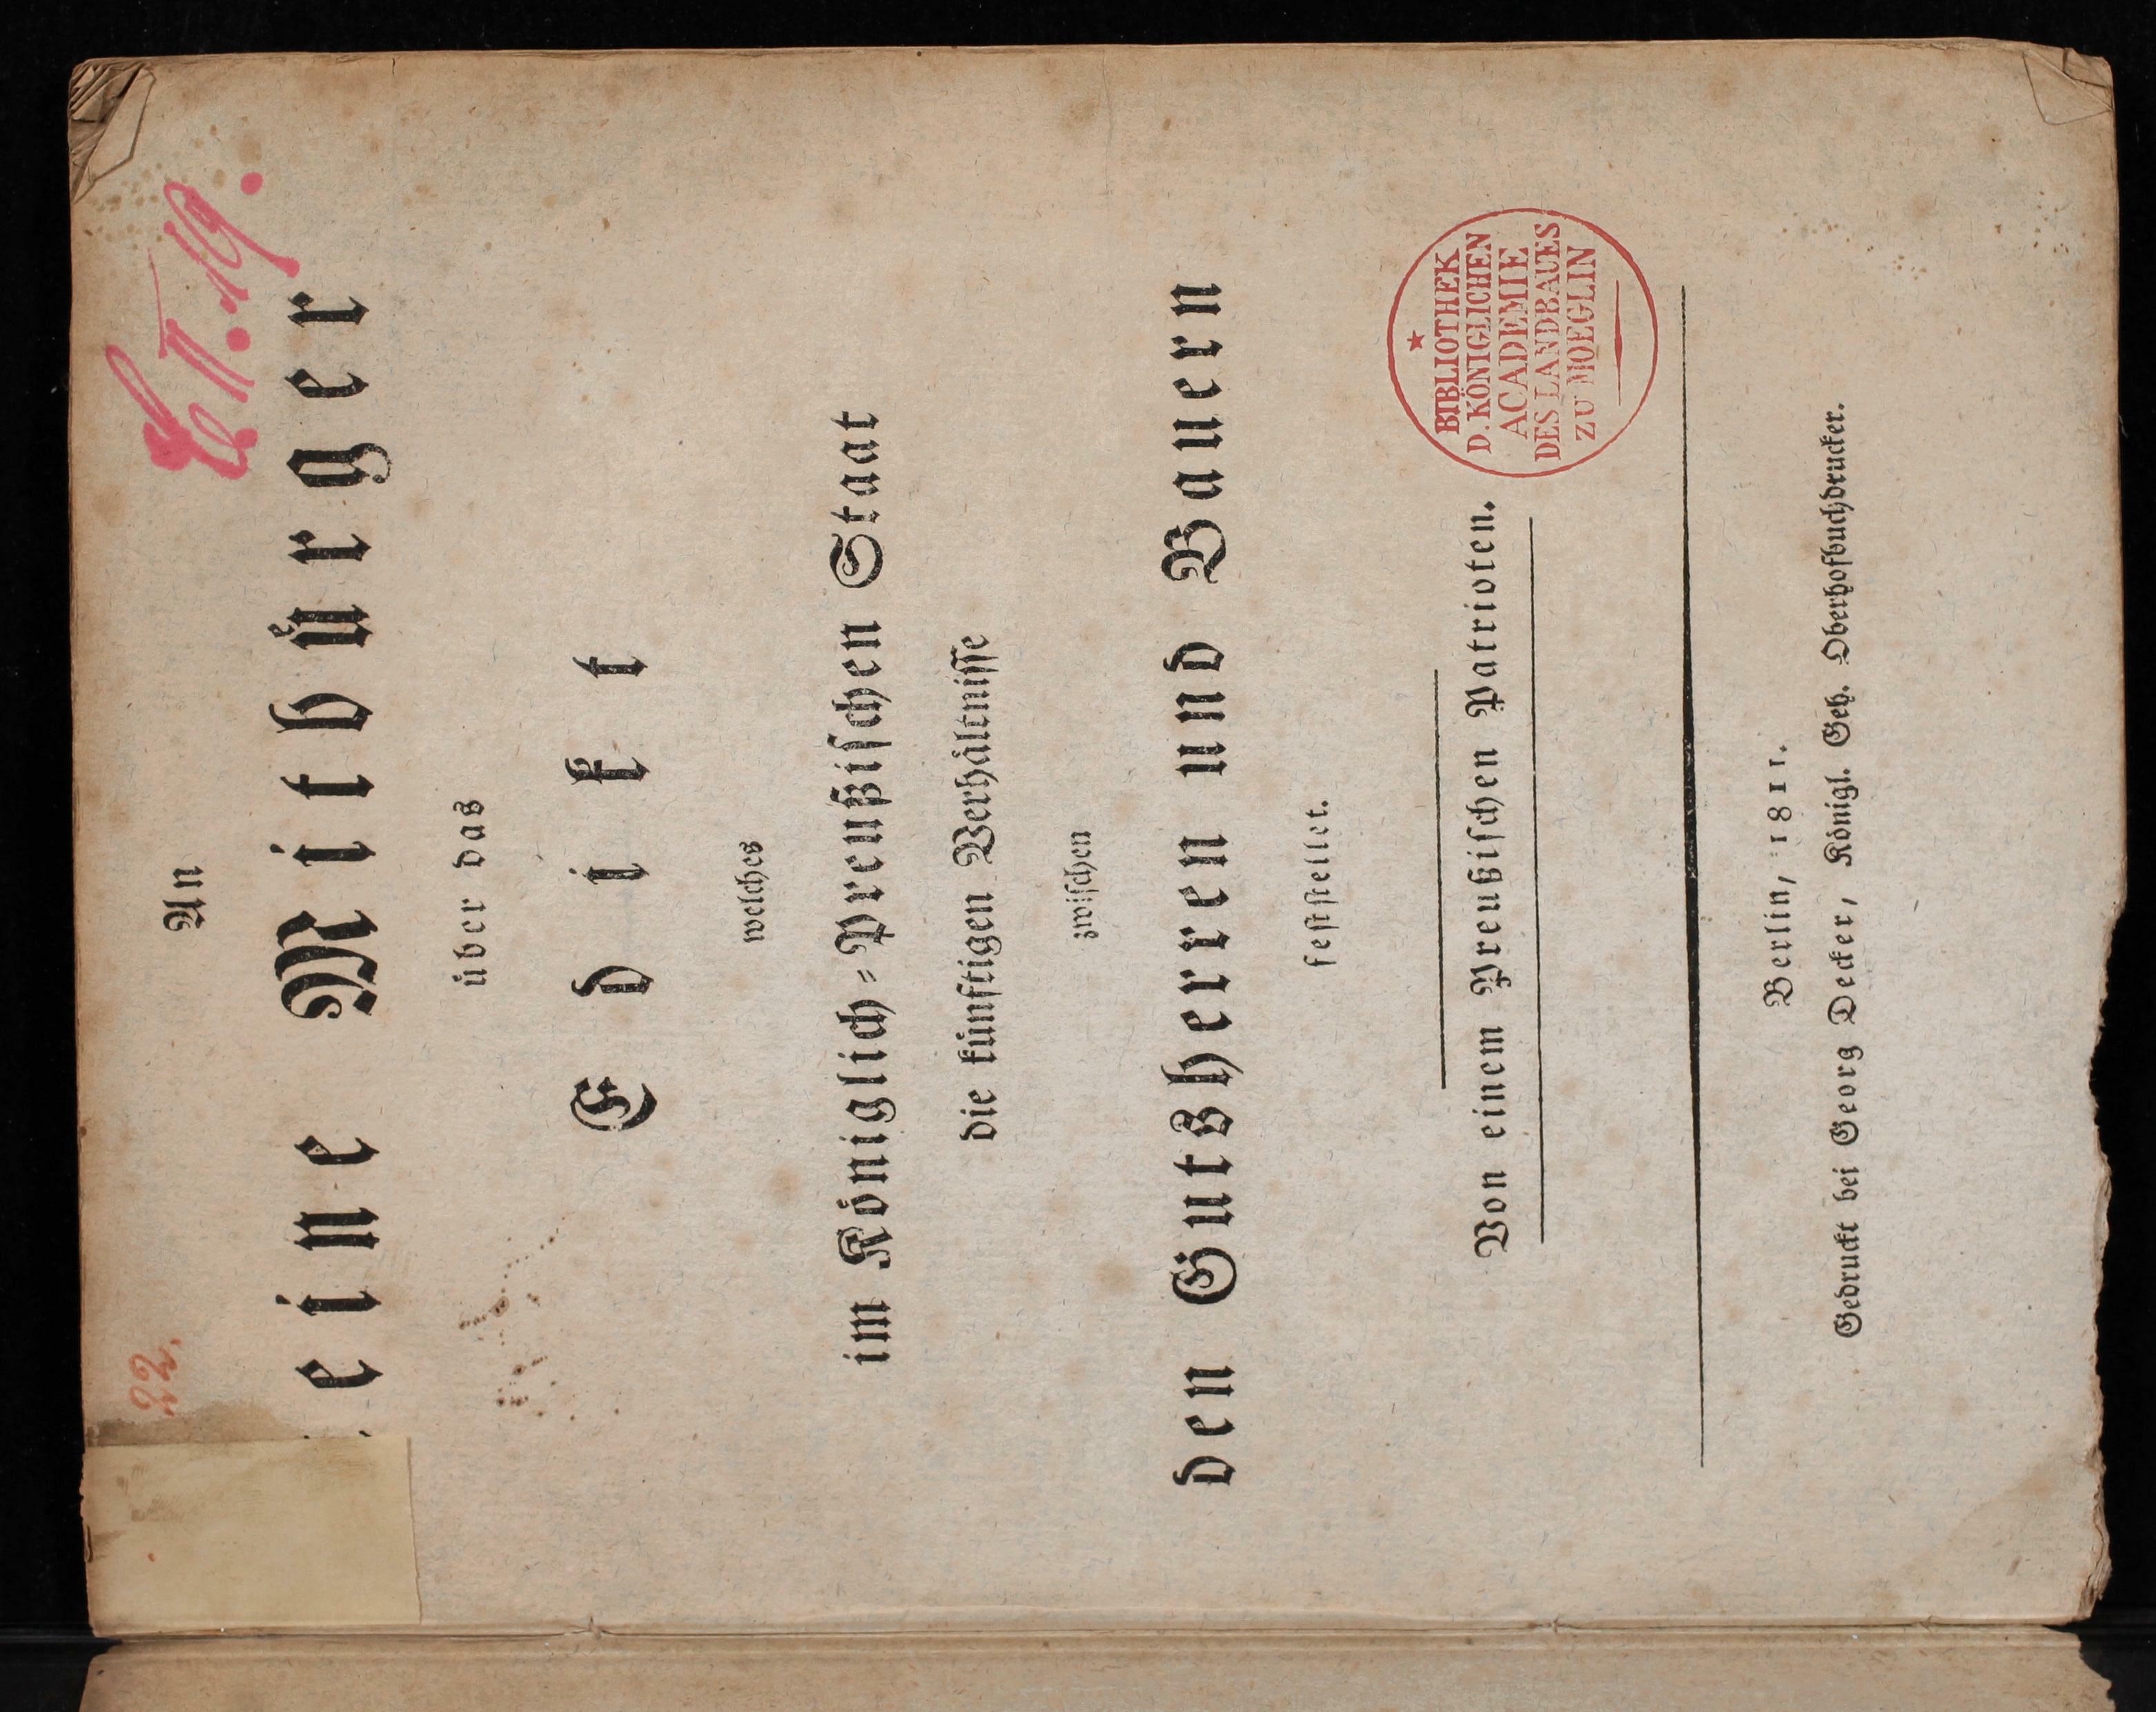 22.
An
eine Mitbürger
über das
Edikt
welches
im Königlich-Preußischen Staat
die künftigen Verhältnisse
zwischen
den Gutsherren und Bauern
feststellet.
Von einem Preußischen Patrioten.
BIBLIOTHEK
D. KÖNIGLICHEN
ACADEMIE
DES LANDBAUES
ZU MOEGLIN
Berlin, 1811.
Gedruckt bei Georg Decker, Königl. Geh. Oberhofbuchdrucker.